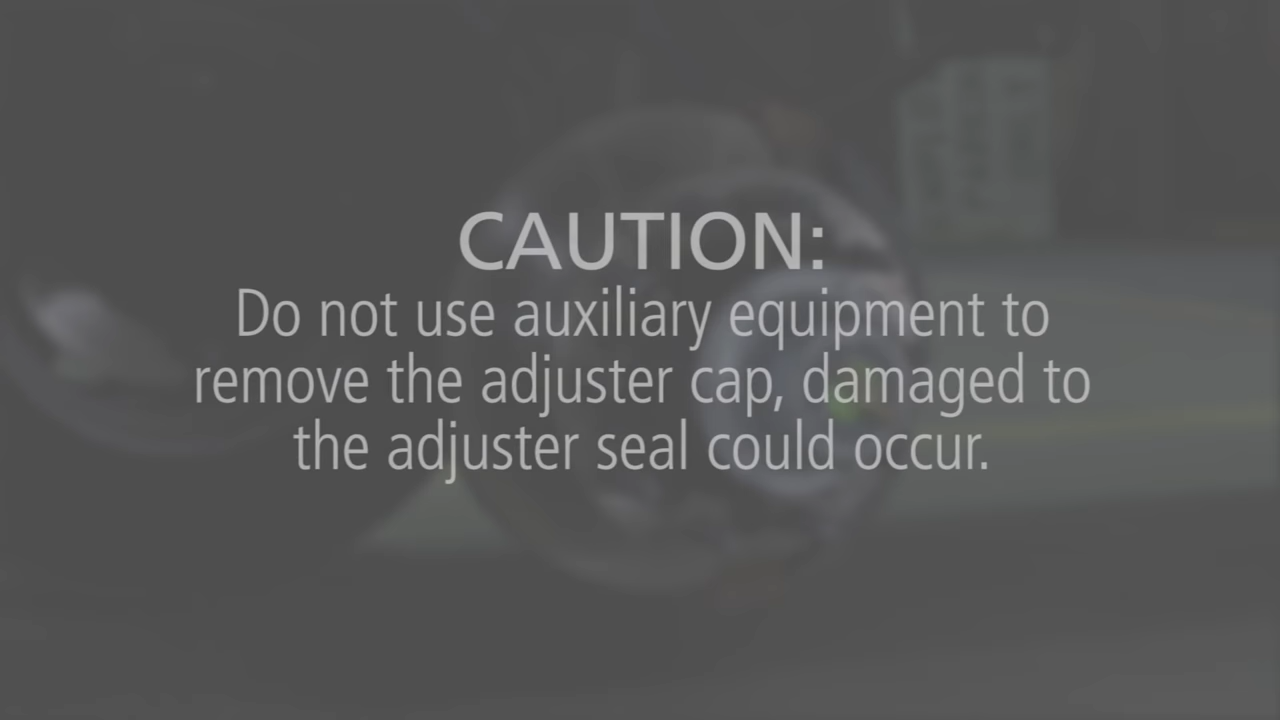 CAUTION:
Do not use auxiliary equipment to
remove the adjuster cap, damaged to
the adjuster seal could occur.